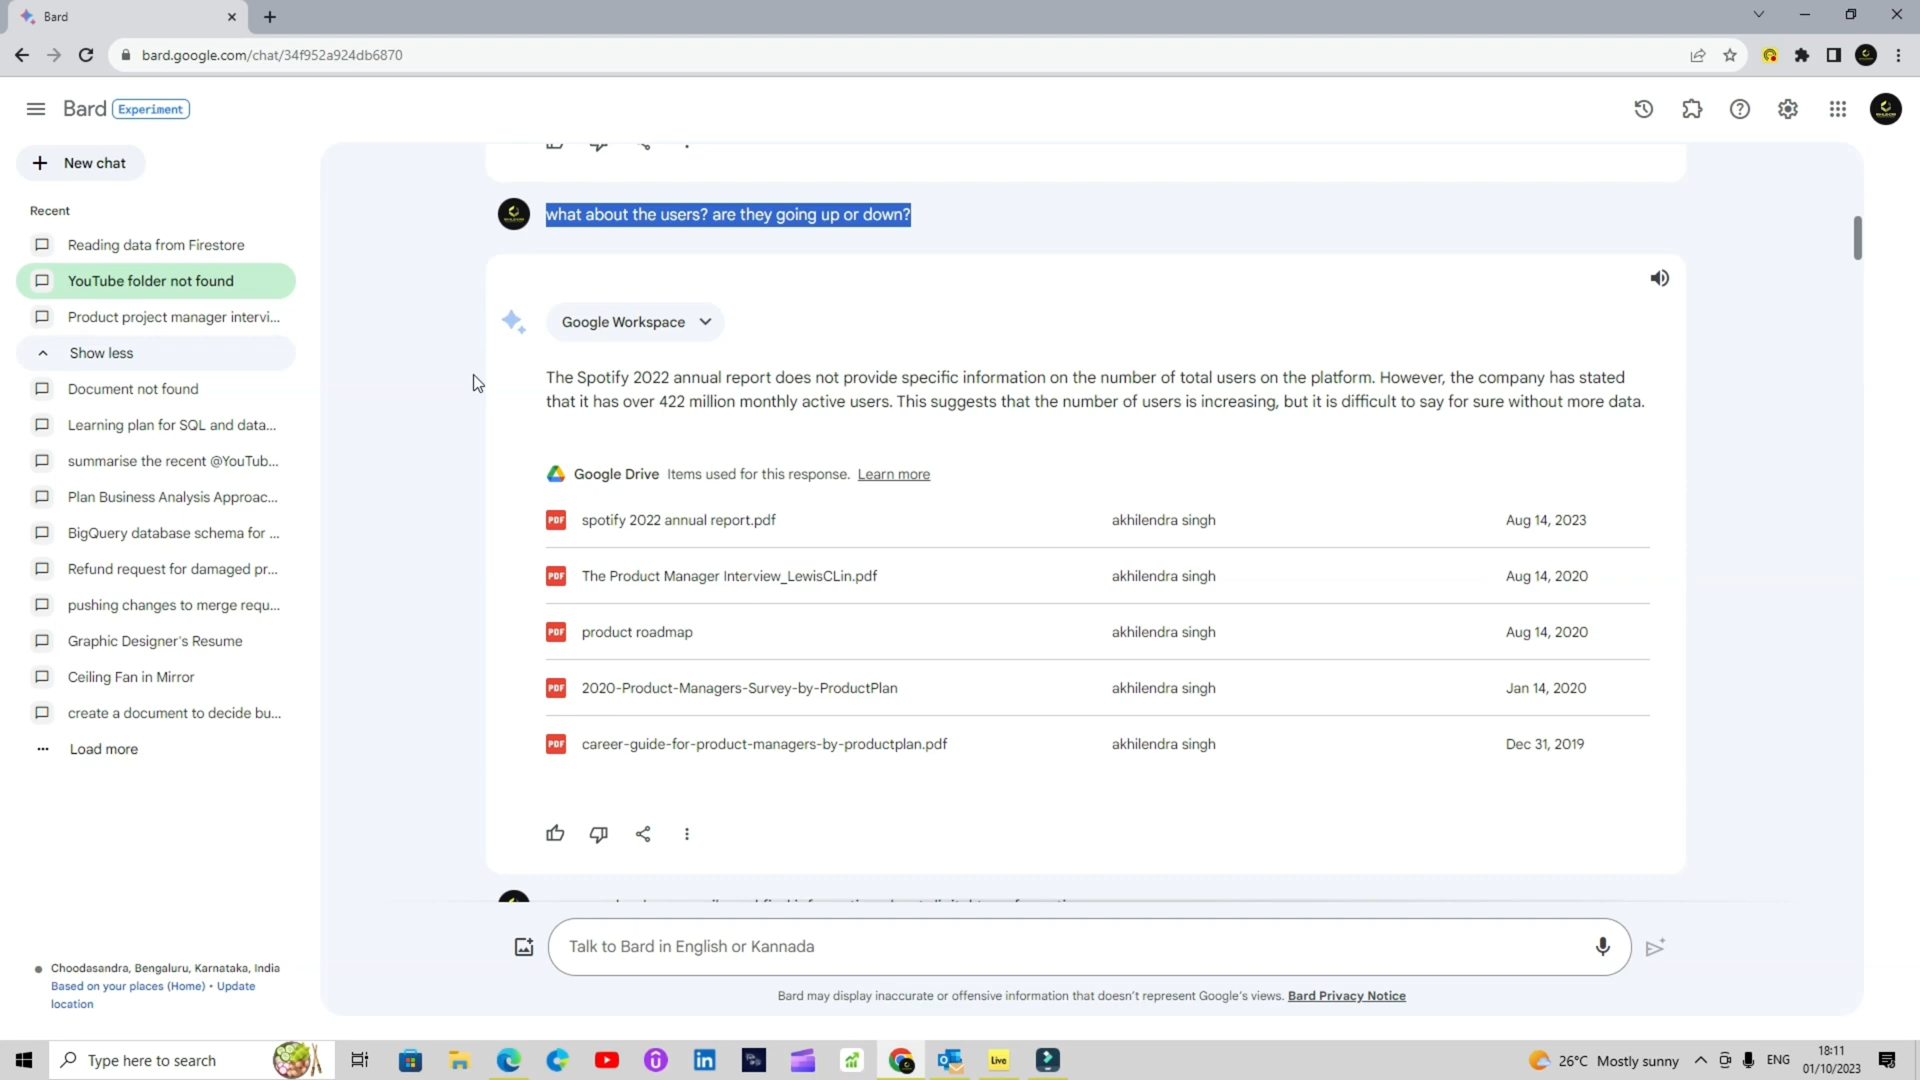 Bard
bard.google.com/chat/34f952a924db6870
Bard Experiment
New chat
Recent
Reading data from Firestore
YouTube folder not found
Product project manager intervi...
Show less
Document not found
Learning plan for SQL and data...
summarise the recent @YouTub...
Plan Business Analysis Approac...
BigQuery database schema for ...
Refund request for damaged pr...
pushing changes to merge requ...
Graphic Designer's Resume
Ceiling Fan in Mirror
create a document to decide bu...
Load more
Choodasandra, Bengaluru, Karnataka, India
Based on your places (Home) • Update
location
what about the users? are they going up or down?
Google Workspace
The Spotify 2022 annual report does not provide specific information on the number of total users on the platform. However, the company has stated
that it has over 422 million monthly active users. This suggests that the number of users is increasing, but it is difficult to say for sure without more data.
Google Drive Items used for this response. Learn more
PDF spotify 2022 annual report.pdf akhilendra singh Aug 14, 2023
PDF The Product Manager Interview_LewisCLin.pdf akhilendra singh Aug 14, 2020
PDF product roadmap akhilendra singh Aug 14, 2020
PDF 2020-Product-Managers-Survey-by-ProductPlan akhilendra singh Jan 14, 2020
PDF career-guide-for-product-managers-by-productplan.pdf akhilendra singh Dec 31, 2019
Talk to Bard in English or Kannada
Bard may display inaccurate or offensive information that doesn't represent Google's views. Bard Privacy Notice
Type here to search
Live
26°C Mostly sunny
ENG
18:11
01/10/2023